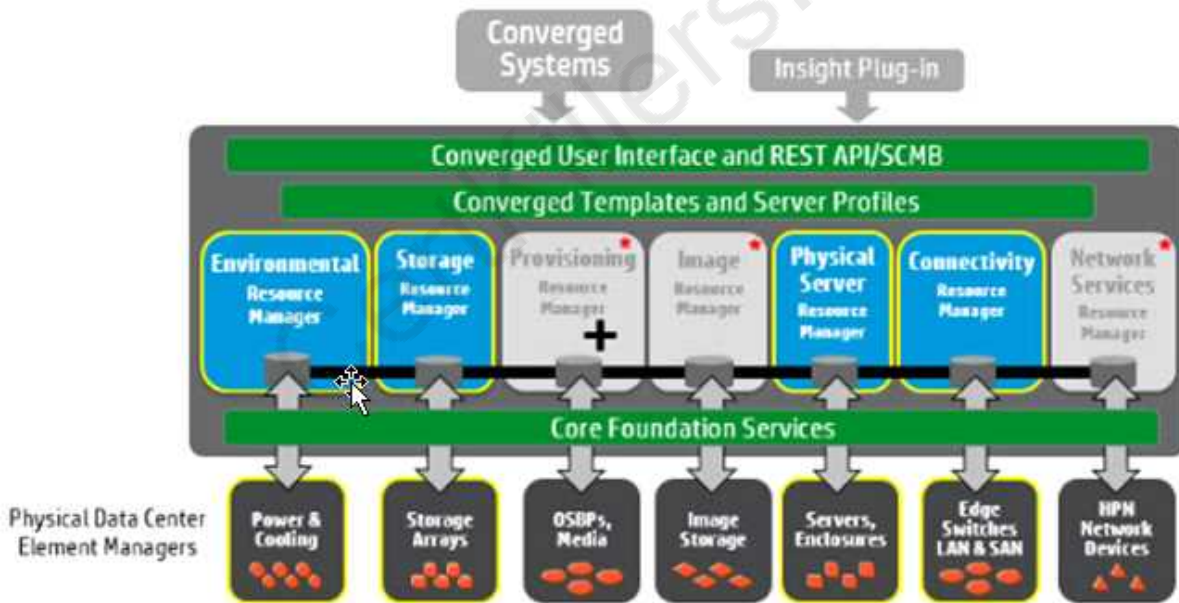 Converged
Systems
Insight Plug-in
Converged User Interface and REST API/SCMB
Converged Templates and Server Profiles
Environmental
Resource
Manager
Storage
Resource
Manager
Provisioning
Resource
Manager
Image
Resource
Manager
Physical
Server
Resource
Manager
Connectivity
Resource
Manager
Network
Services
Resource
Manager
Core Foundation Services
Physical Data Center
Element Managers
Power &
Cooling
Storage
Arrays
OSBPs,
Media
Image
Storage
Servers,
Enclosures
Edge
Switches
LAN & SAN
HPN
Network
Devices